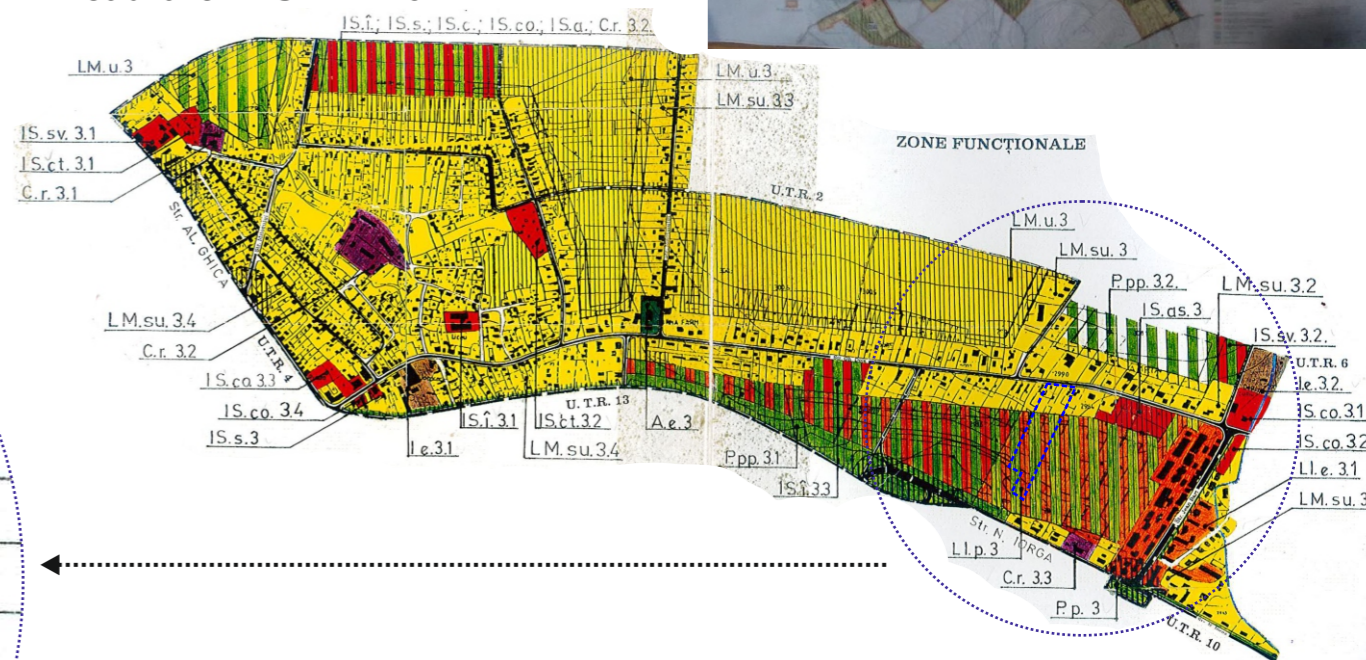 IS.î.; IS.s.; IS.c.; IS.co.; IS.a.; C.r. 3.2.
LM.u.3
LM.u.3
LM.su.3.3
IS.sv. 3.1
IS.ct. 3.1
C.r. 3.1
ZONE FUNCȚIONALE
U.T.R. 2
Str. AL. GHICA
LM.u.3
LM.su.3
P.pp. 3.2.
IS.as.3
LM.su.3.2
IS.sv. 3.2.
U.T.R. 6
I.e.3.2.
IS.co.3.1
IS.co.3.2
LI.e.3.1
LM.su.3
LM.su.3.4
C.r. 3.2
U.T.R. 4
IS.co 3.3
IS.co. 3.4
IS.s.3
I e.3.1
IS.î. 3.1
IS.ct.3.2
U.T.R. 13
LM.su.3.4
A.e.3
P.pp. 3.1
IS.î.3.3
Str. N. IORGA
L I.p. 3
C.r. 3.3
P.p. 3
U.T.R. 10